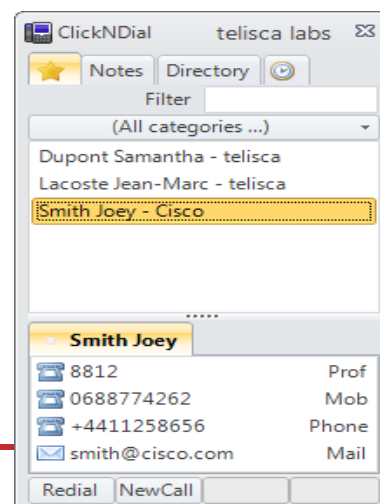 ClickNDial telisca labs
Notes Directory
Filter
(All categories ...)
Dupont Samantha - telisca
Lacoste Jean-Marc - telisca
Smith Joey - Cisco
Smith Joey
8812 Prof
0688774262 Mob
+4411258656 Phone
smith@cisco.com Mail
Redial NewCall